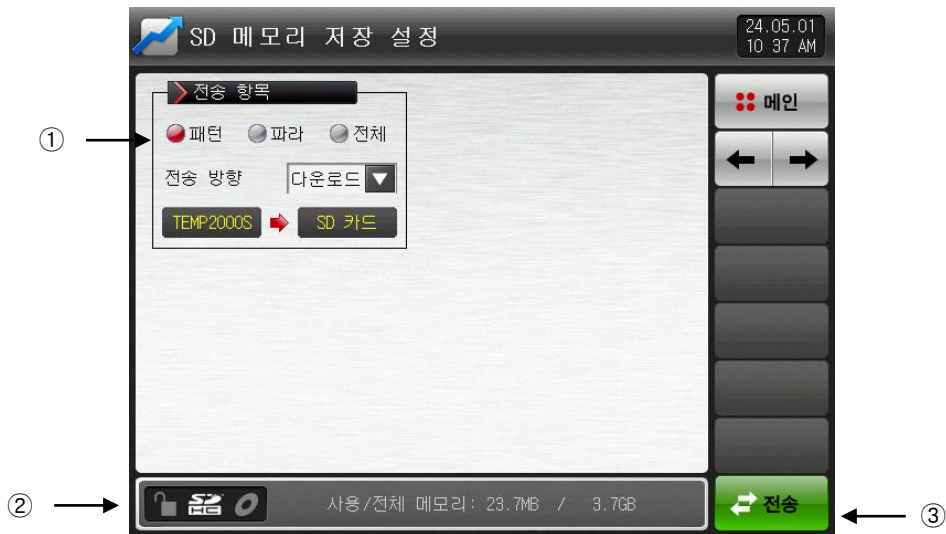 SD 메모리 저장 설정
24.05.01
10 37 AM
전송 항목
메인
①
패턴 파라 전체
전송 방향 다운로드
TEMP2000S SD 카드
②
SD HC
사용/전체 메모리: 23.7MB / 3.7GB
전송
③